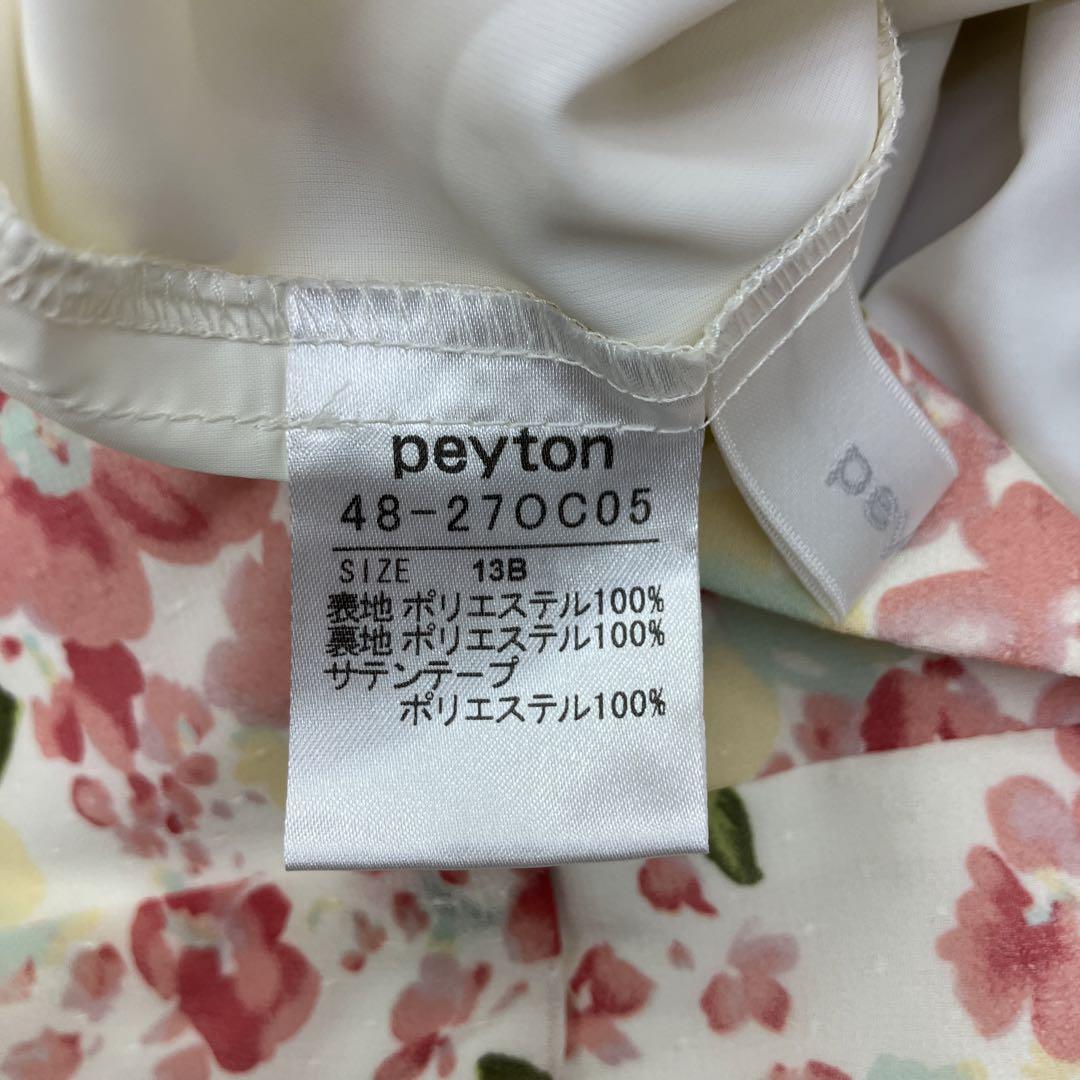 peyton
48-27OC05
SIZE 13B
表地 ポリエステル100%
裏地 ポリエステル100%
サテンテープ
ポリエステル100%